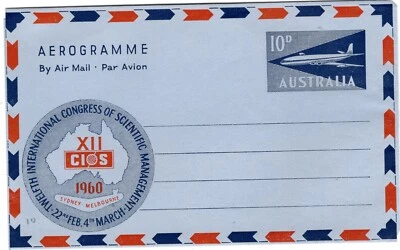 AEROGRAMME
By Air Mail · Par Avion
10D
AUSTRALIA
TWELFTH INTERNATIONAL CONGRESS OF SCIENTIFIC MANAGEMENT
XII
CIOS
1960
SYDNEY - MELBOURNE
· 22ND FEB. 4TH MARCH ·